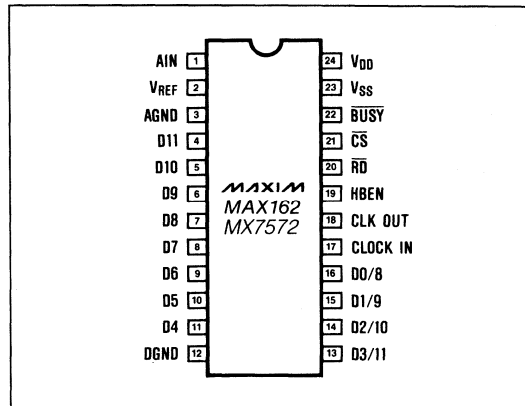 AIN 1
VREF 2
AGND 3
D11 4
D10 5
D9 6
D8 7
D7 8
D6 9
D5 10
D4 11
DGND 12
MAXIM
MAX162
MX7572
24 VDD
23 VSS
22 BUSY
21 CS
20 RD
19 HBEN
18 CLK OUT
17 CLOCK IN
16 D0/8
15 D1/9
14 D2/10
13 D3/11